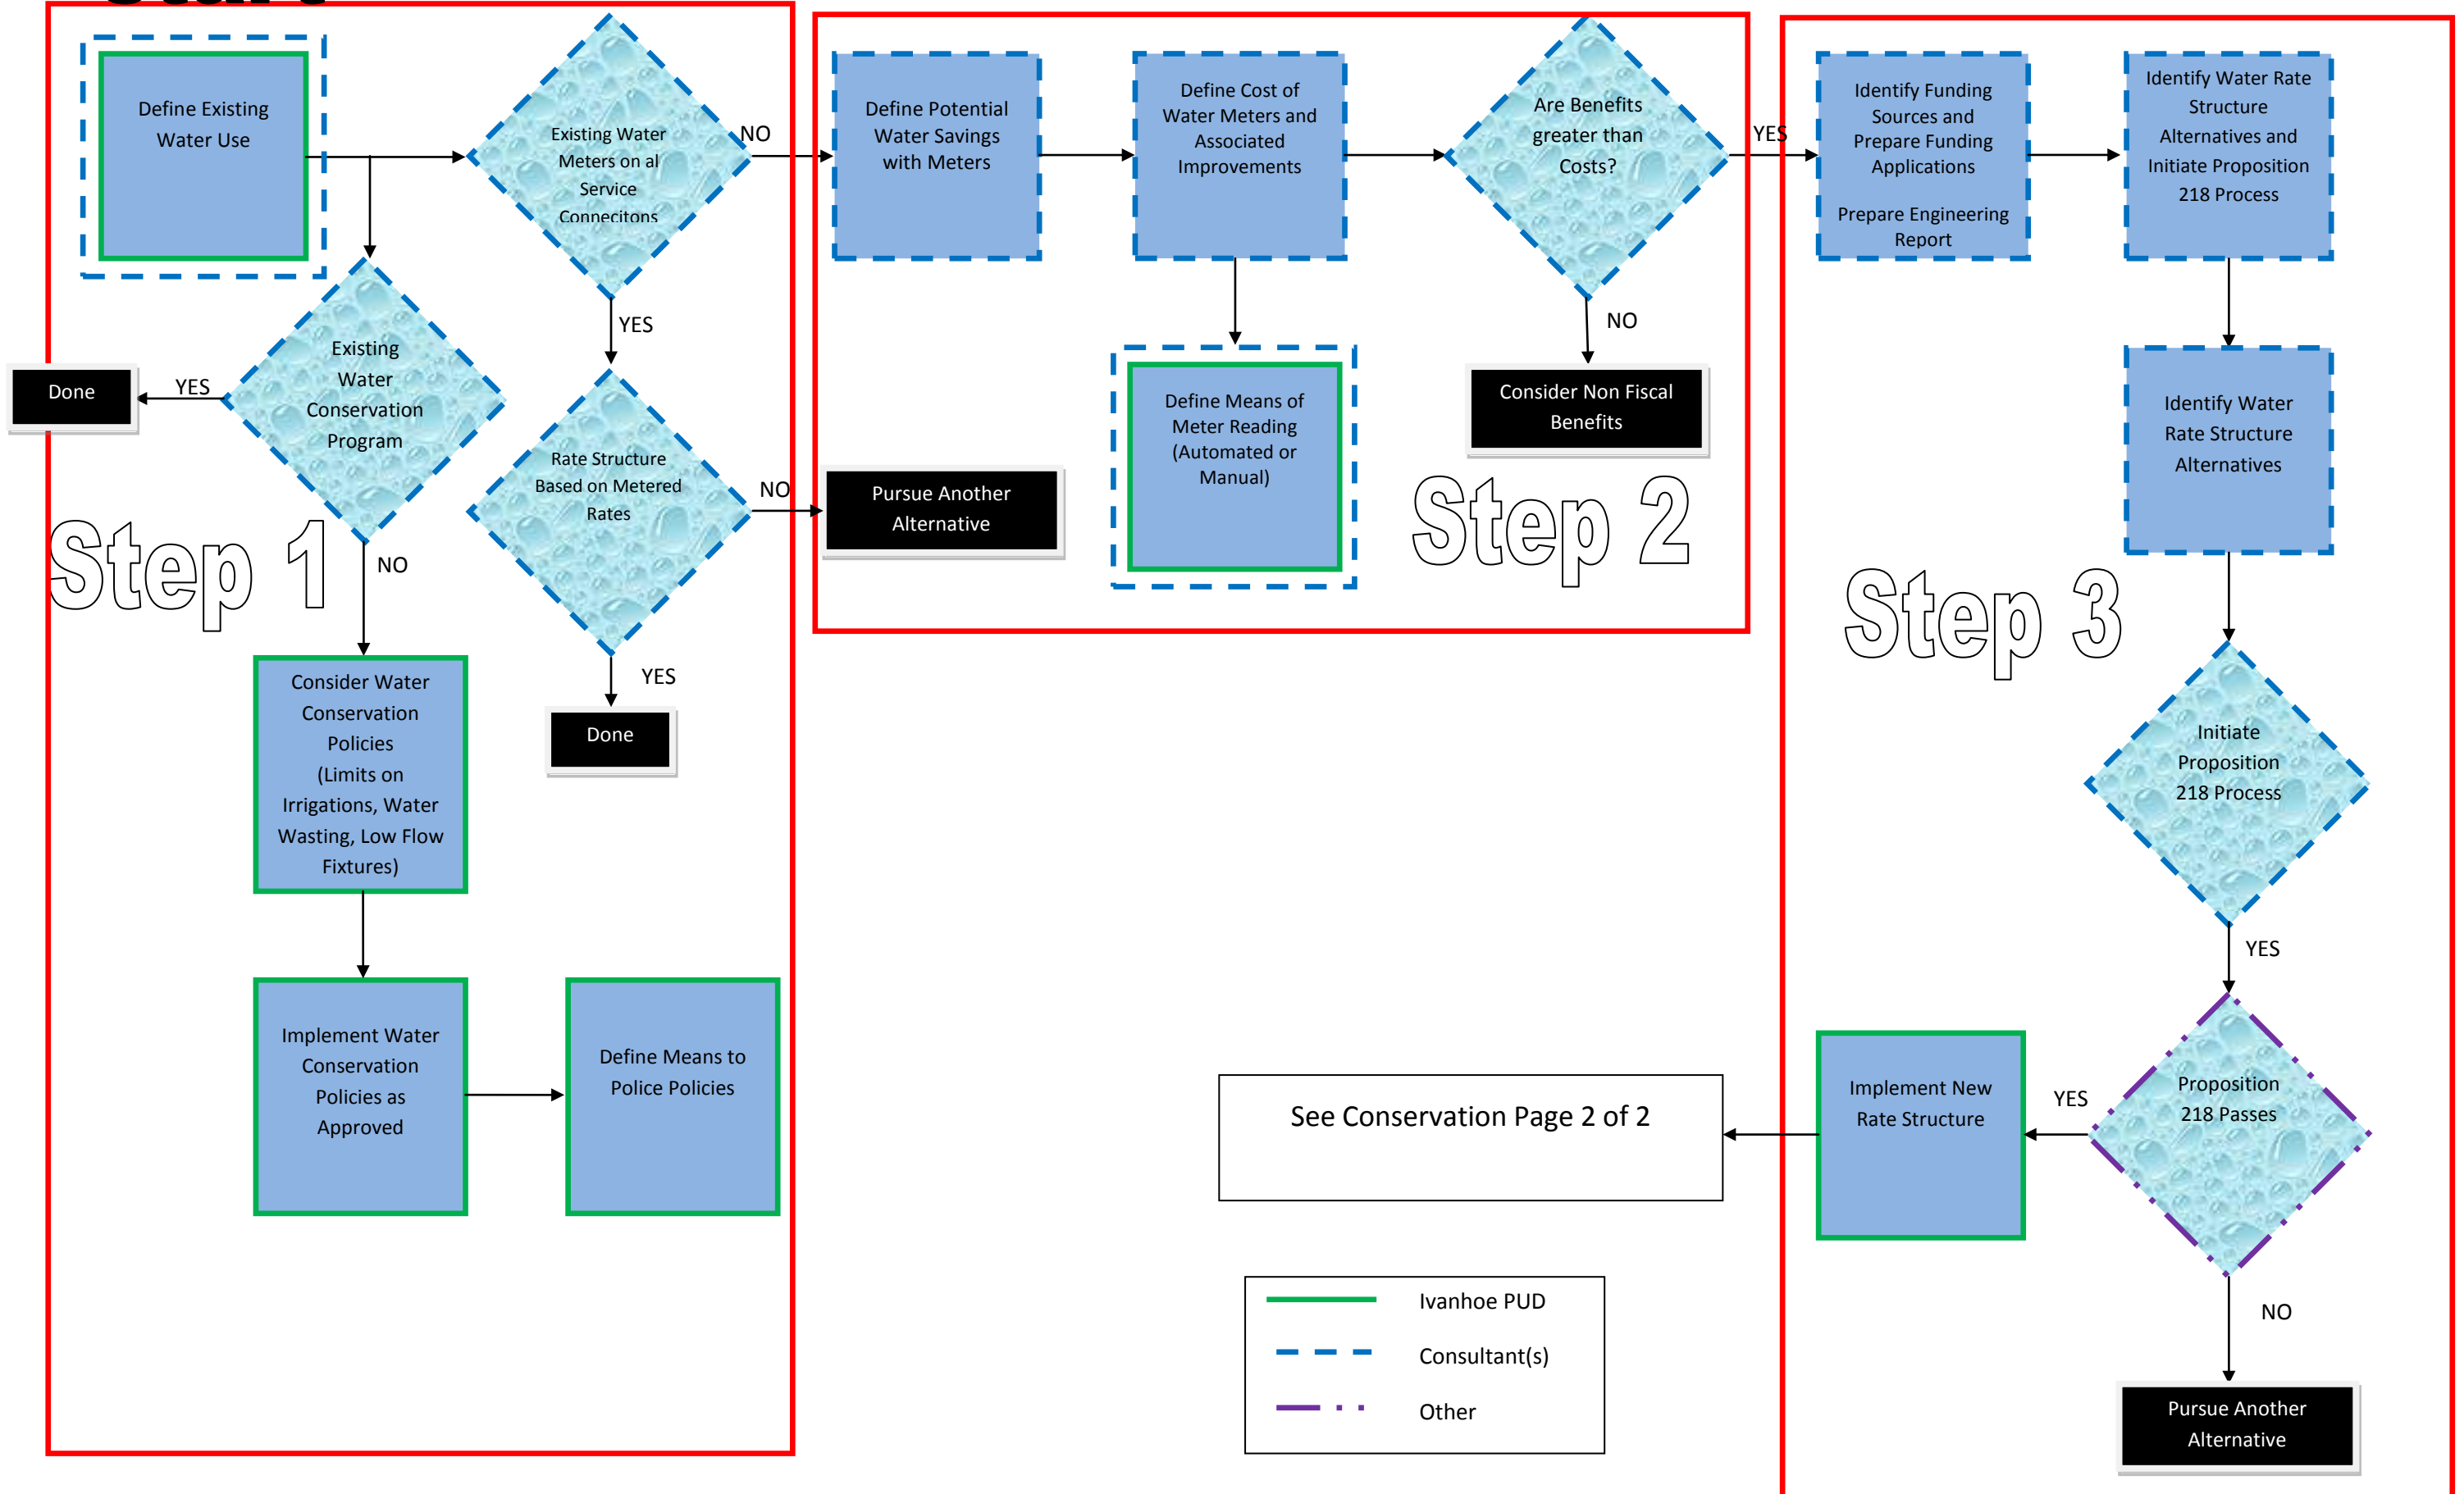 Start
Define Existing
Water Use
Existing Water
Meters on al
Service
Connecitons
NO
YES
Existing
Water
Conservation
Program
YES
Done
NO
Rate Structure
Based on Metered
Rates
NO
Pursue Another
Alternative
YES
Done
Step 1
Consider Water
Conservation
Policies
(Limits on
Irrigations, Water
Wasting, Low Flow
Fixtures)
Implement Water
Conservation
Policies as
Approved
Define Means to
Police Policies
Define Potential
Water Savings
with Meters
Define Cost of
Water Meters and
Associated
Improvements
Are Benefits
greater than
Costs?
YES
NO
Define Means of
Meter Reading
(Automated or
Manual)
Consider Non Fiscal
Benefits
Step 2
Identify Funding
Sources and
Prepare Funding
Applications
Prepare Engineering
Report
Identify Water Rate
Structure
Alternatives and
Initiate Proposition
218 Process
Identify Water
Rate Structure
Alternatives
Step 3
Initiate
Proposition
218 Process
YES
Proposition
218 Passes
YES
Implement New
Rate Structure
See Conservation Page 2 of 2
NO
Pursue Another
Alternative
Ivanhoe PUD
Consultant(s)
Other